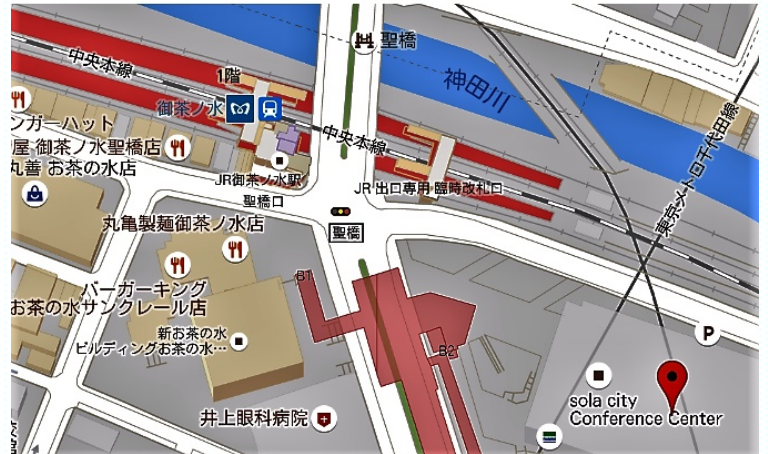 聖橋
中央本線
1階
神田川
御茶ノ水
ンガーハット
中央本線
屋 御茶ノ水聖橋店
丸善 お茶の水店
JR御茶ノ水駅
JR 出口専用 臨時改札口
東京メトロ千代田線
聖橋口
丸亀製麺御茶ノ水店
聖橋
B1
バーガーキング
お茶の水サンクレール店
新お茶の水
ビルディングお茶の水…
P
B2
sola city
Conference Center
井上眼科病院